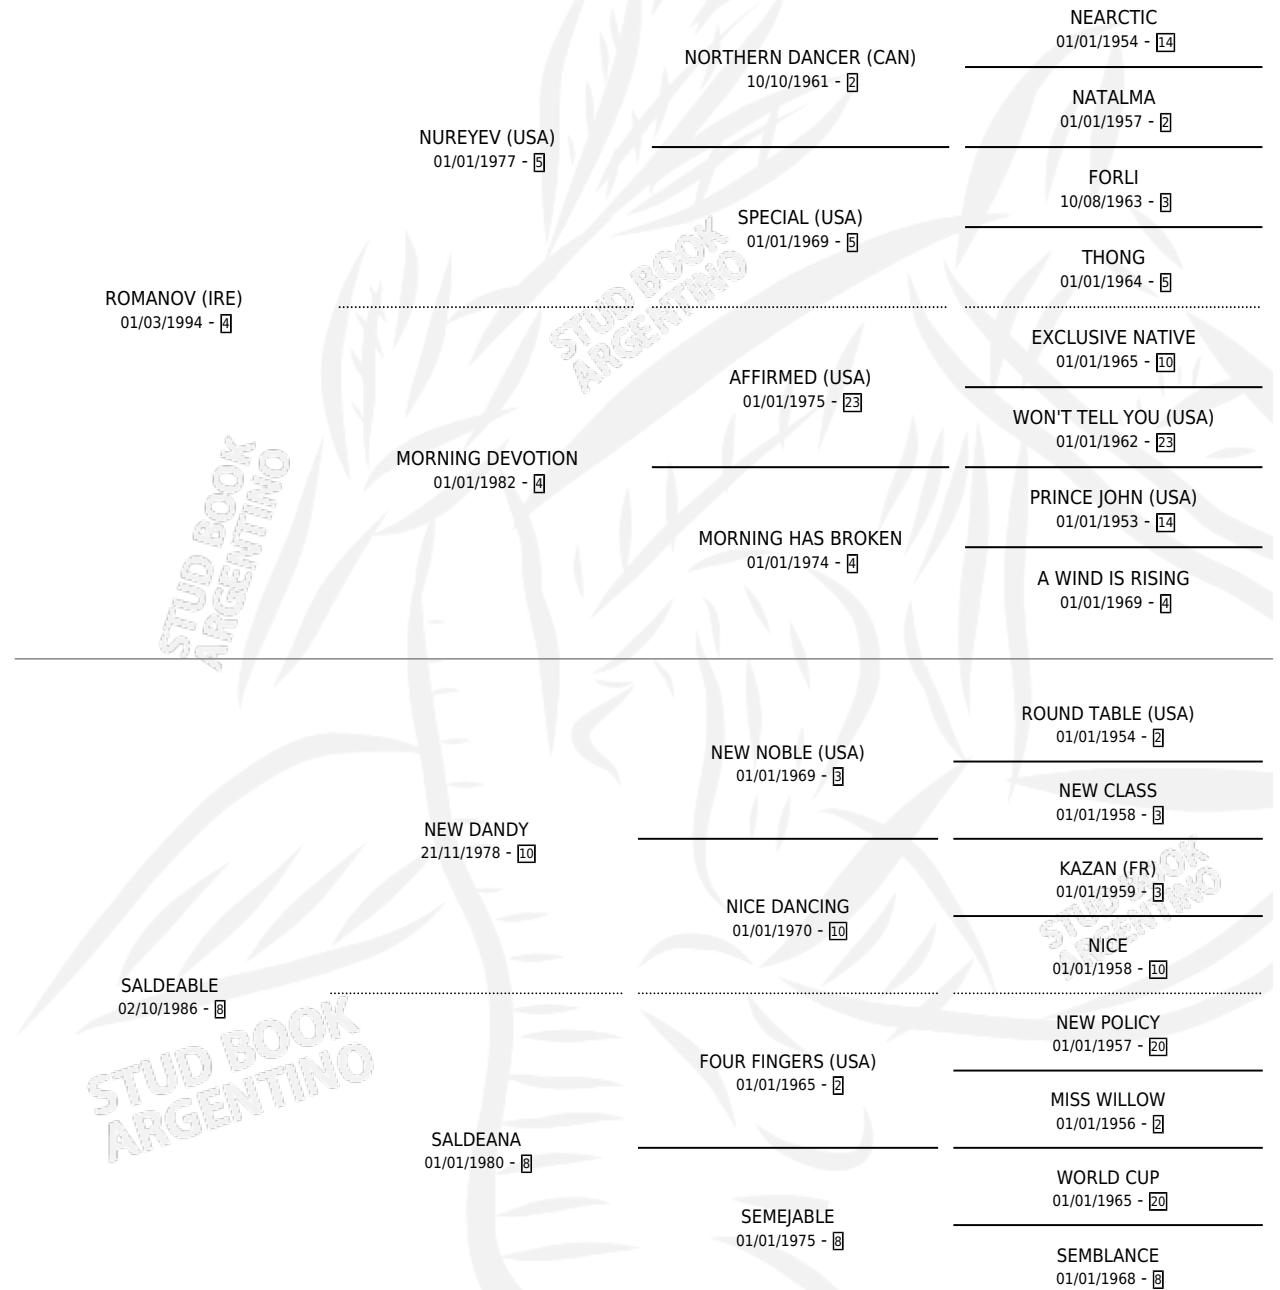 NEARCTIC
01/01/1954 - 14
NORTHERN DANCER (CAN)
10/10/1961 - 2
NATALMA
01/01/1957 - 2
NUREYEV (USA)
01/01/1977 - 5
FORLI
10/08/1963 - 3
SPECIAL (USA)
01/01/1969 - 5
THONG
01/01/1964 - 5
ROMANOV (IRE)
01/03/1994 - 4
EXCLUSIVE NATIVE
01/01/1965 - 10
AFFIRMED (USA)
01/01/1975 - 23
WON'T TELL YOU (USA)
01/01/1962 - 23
MORNING DEVOTION
01/01/1982 - 4
PRINCE JOHN (USA)
01/01/1953 - 14
MORNING HAS BROKEN
01/01/1974 - 4
A WIND IS RISING
01/01/1969 - 4
STUD BOOK
ARGENTINO
STUD BOOK
ARGENTINO
ROUND TABLE (USA)
01/01/1954 - 2
NEW NOBLE (USA)
01/01/1969 - 3
NEW CLASS
01/01/1958 - 3
NEW DANDY
21/11/1978 - 10
KAZAN (FR)
01/01/1959 - 3
NICE DANCING
01/01/1970 - 10
NICE
01/01/1958 - 10
SALDEABLE
02/10/1986 - 8
NEW POLICY
01/01/1957 - 20
FOUR FINGERS (USA)
01/01/1965 - 2
MISS WILLOW
01/01/1956 - 2
SALDEANA
01/01/1980 - 8
WORLD CUP
01/01/1965 - 20
SEMEJABLE
01/01/1975 - 8
SEMBLANCE
01/01/1968 - 8
STUD BOOK
ARGENTINO
STUD BOOK
ARGENTINO